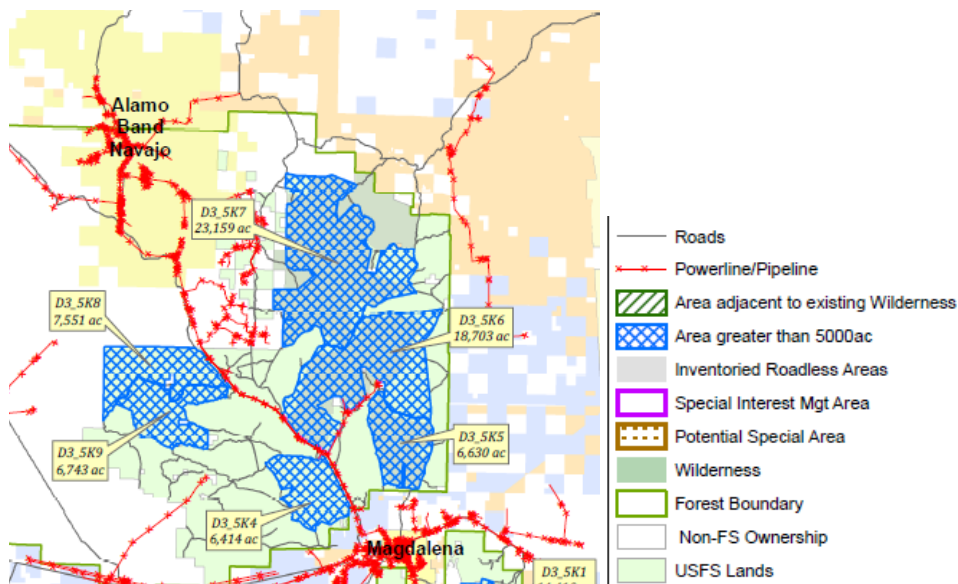 Alamo
Band
Navajo
D3_5K7
23,159 ac
D3_5K8
7,551 ac
D3_5K6
18,703 ac
D3_5K9
6,743 ac
D3_5K5
6,630 ac
D3_5K4
6,414 ac
Magdalena
D3_5K1
Roads
Powerline/Pipeline
Area adjacent to existing Wilderness
Area greater than 5000ac
Inventoried Roadless Areas
Special Interest Mgt Area
Potential Special Area
Wilderness
Forest Boundary
Non-FS Ownership
USFS Lands